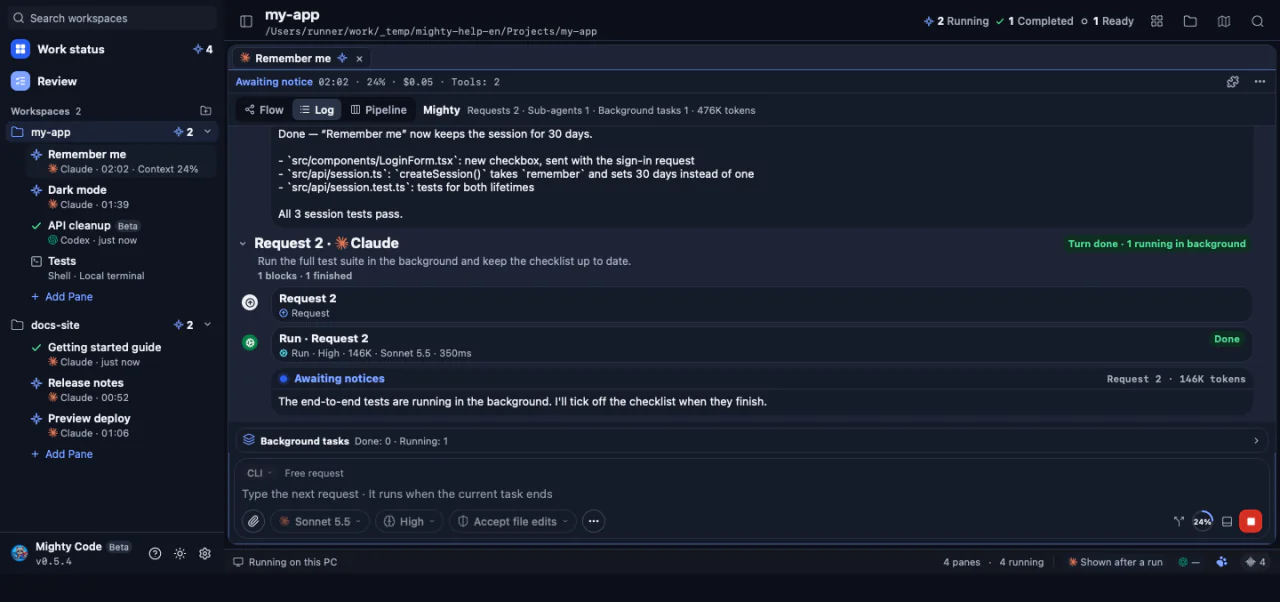 Search workspaces
Work status 4
Review
Workspaces 2
my-app 2
Remember me
Claude · 02:02 · Context 24%
Dark mode
Claude · 01:39
API cleanup Beta
Codex · just now
Tests
Shell · Local terminal
+ Add Pane
docs-site 2
Getting started guide
Claude · just now
Release notes
Claude · 00:52
Preview deploy
Claude · 01:06
+ Add Pane
Mighty Code Beta
v0.5.4
my-app
/Users/runner/work/_temp/mighty-help-en/Projects/my-app
2 Running 1 Completed 1 Ready
Remember me
Awaiting notice 02:02 · 24% · $0.05 · Tools: 2
Flow Log Pipeline Mighty Requests 2 · Sub-agents 1 · Background tasks 1 · 476K tokens
Done — "Remember me" now keeps the session for 30 days.
- `src/components/LoginForm.tsx`: new checkbox, sent with the sign-in request
- `src/api/session.ts`: `createSession()` takes `remember` and sets 30 days instead of one
- `src/api/session.test.ts`: tests for both lifetimes
All 3 session tests pass.
Request 2 · Claude Turn done · 1 running in background
Run the full test suite in the background and keep the checklist up to date.
1 blocks · 1 finished
Request 2
Request
Run · Request 2 Done
Run · High · 146K · Sonnet 5.5 · 350ms
Awaiting notices Request 2 · 146K tokens
The end-to-end tests are running in the background. I'll tick off the checklist when they finish.
Background tasks Done: 0 · Running: 1
CLI Free request
Type the next request · It runs when the current task ends
Sonnet 5.5 High Accept file edits 24%
Running on this PC 4 panes · 4 running Shown after a run — 4